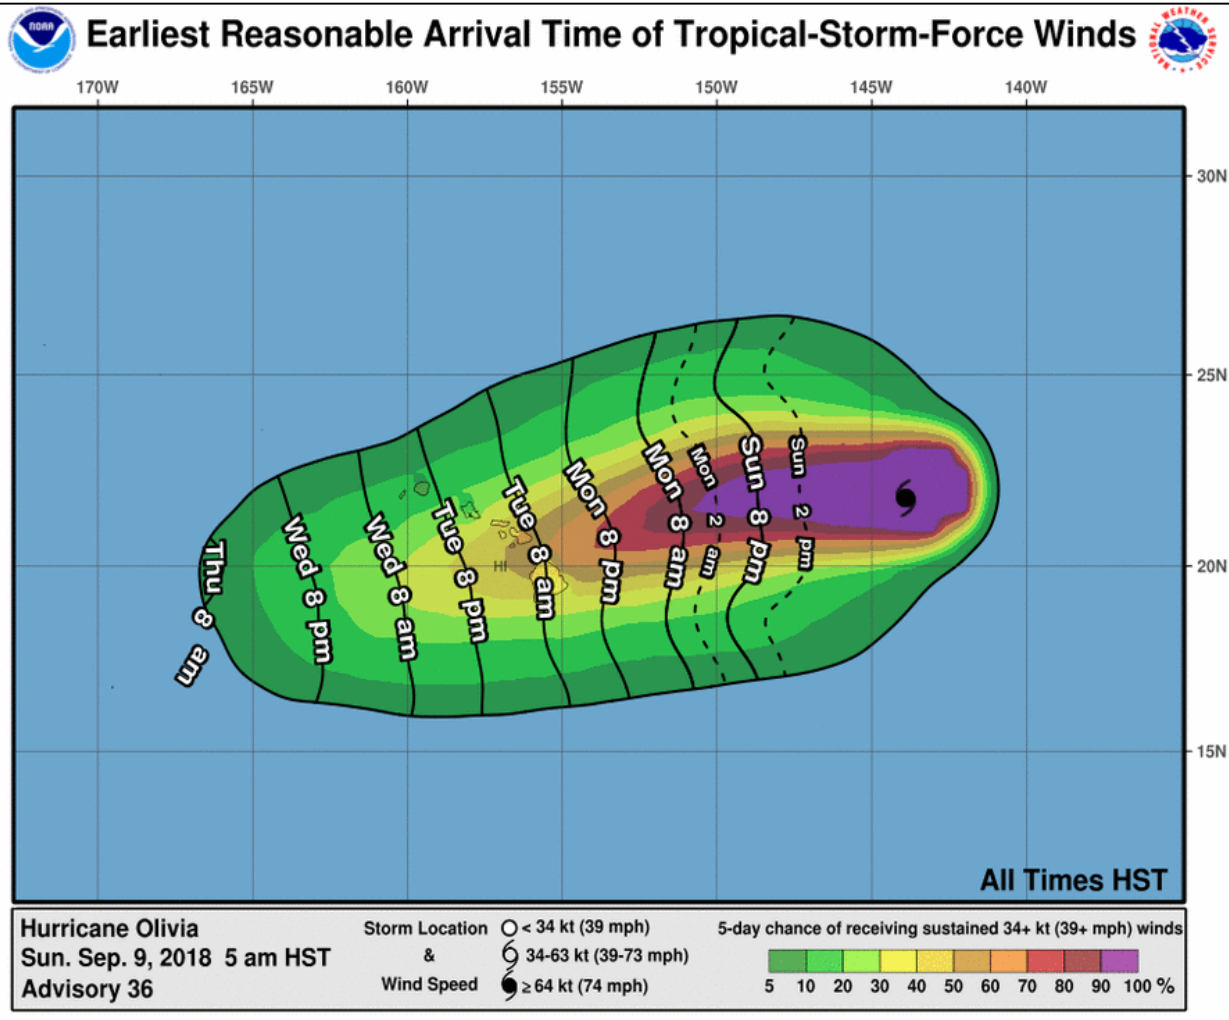 NOAA
Earliest Reasonable Arrival Time of Tropical-Storm-Force Winds
NATIONAL WEATHER SERVICE
170W 165W 160W 155W 150W 145W 140W
30N
25N
20N
15N
Thu 8 am
Wed 8 pm
Wed 8 am
Tue 8 pm
Tue 8 am
Mon 8 pm
Mon 8 am
Mon 2 am
Sun 8 pm
Sun 2 pm
HI
All Times HST
Hurricane Olivia
Sun. Sep. 9, 2018 5 am HST
Advisory 36
Storm Location
&
Wind Speed
< 34 kt (39 mph)
34-63 kt (39-73 mph)
≥ 64 kt (74 mph)
5-day chance of receiving sustained 34+ kt (39+ mph) winds
5 10 20 30 40 50 60 70 80 90 100 %